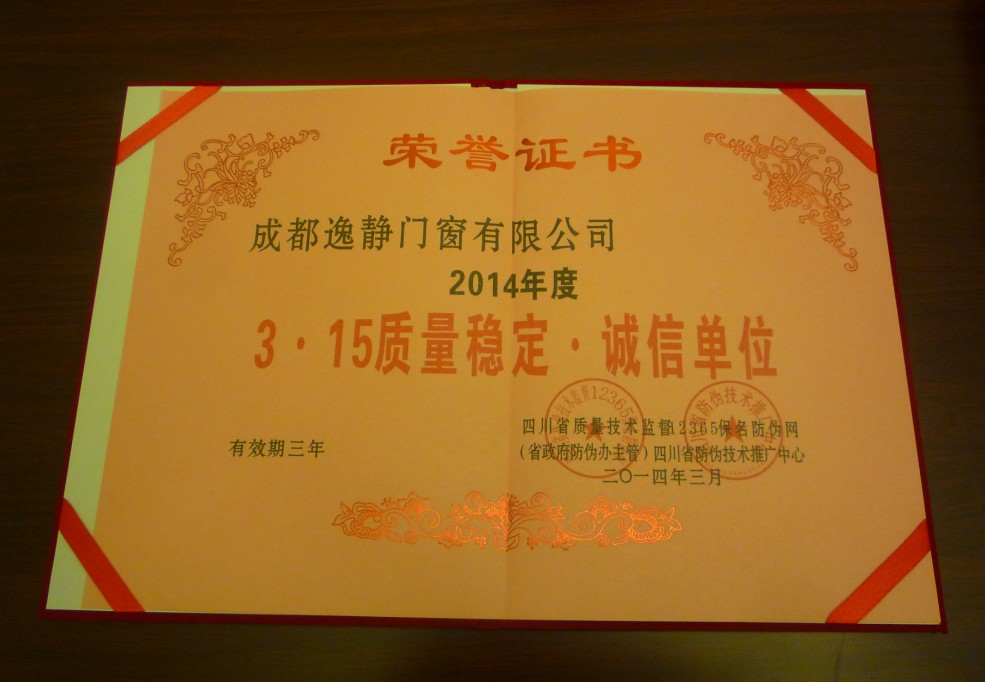 荣誉证书
成都逸静门窗有限公司
2014年度
3·15质量稳定·诚信单位
四川省质量技术监督12365保名防伪网
(省政府防伪办主管)四川省防伪技术推广中心
有效期三年
二〇一四年三月